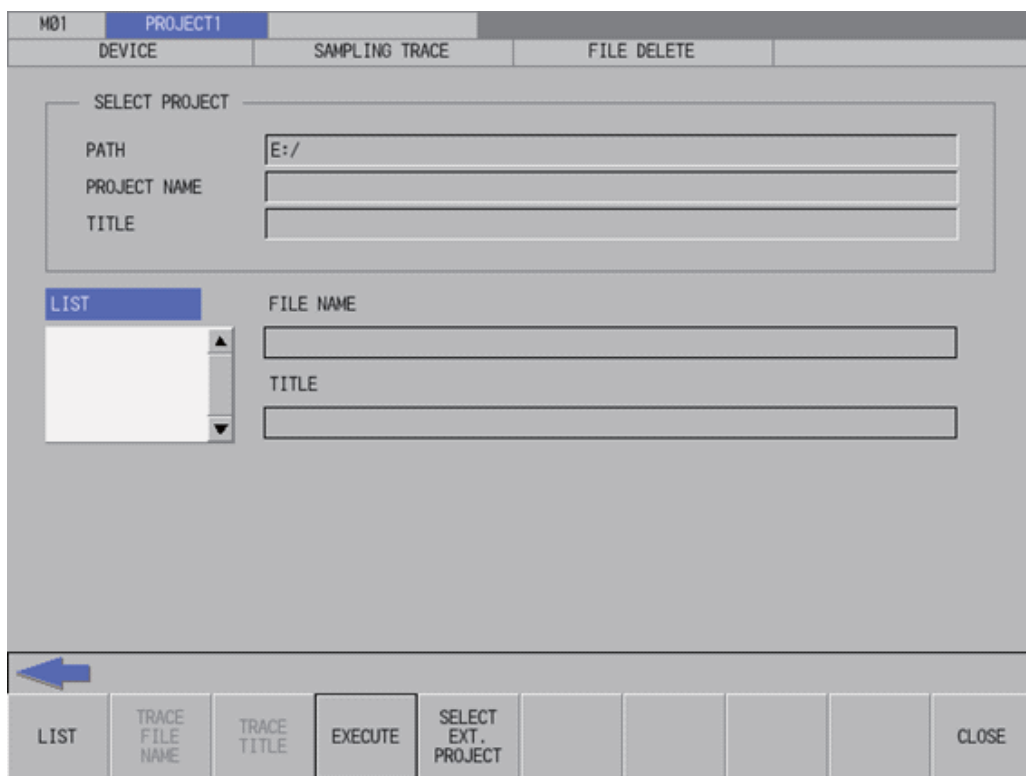 M01 PROJECT1
DEVICE SAMPLING TRACE FILE DELETE
SELECT PROJECT
PATH E:/
PROJECT NAME
TITLE
LIST FILE NAME
TITLE
LIST
TRACE
FILE
NAME
TRACE
TITLE
EXECUTE
SELECT
EXT.
PROJECT
CLOSE